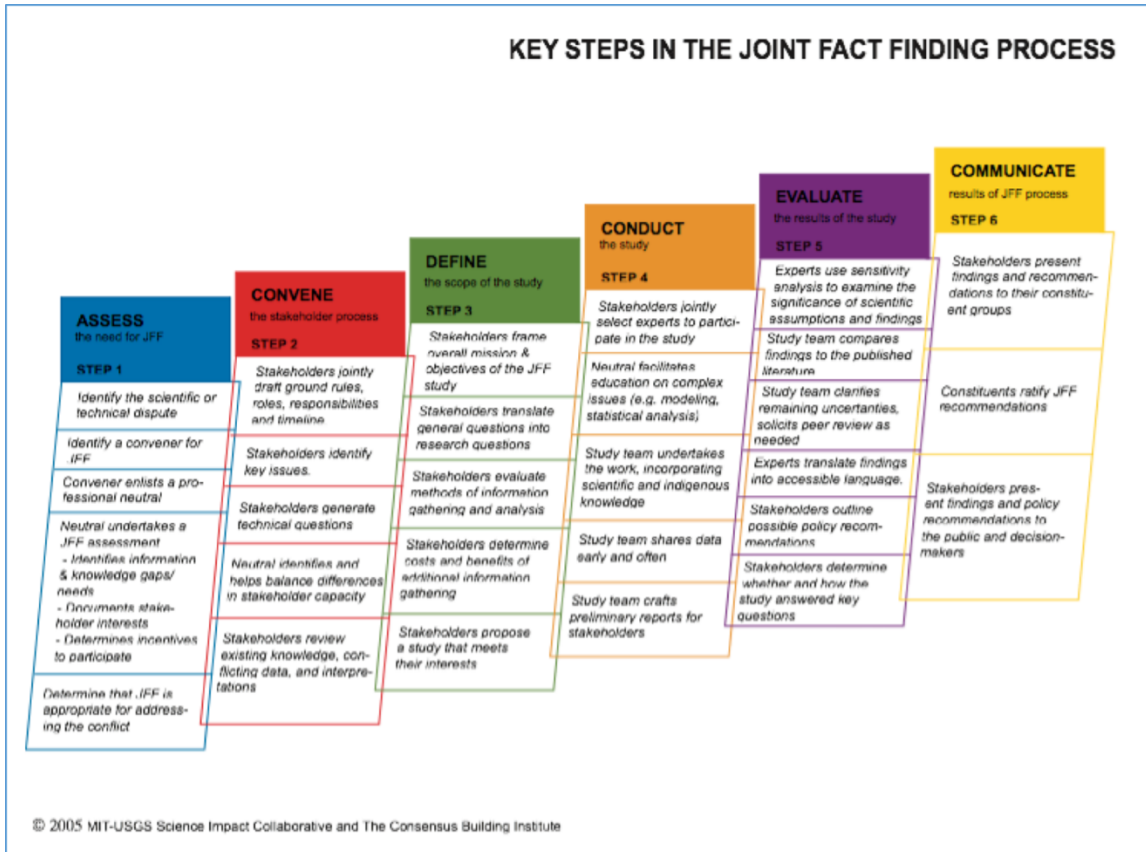 KEY STEPS IN THE JOINT FACT FINDING PROCESS
ASSESS
the need for JFF
STEP 1
Identify the scientific or
technical dispute
Identify a convener for
JFF
Convener enlists a pro-
fessional neutral
Neutral undertakes a
JFF assessment
- Identifies information
& knowledge gaps/
needs
- Documents stake-
holder interests
- Determines incentives
to participate
Determine that JFF is
appropriate for address-
ing the conflict
CONVENE
the stakeholder process
STEP 2
Stakeholders jointly
draft ground rules,
roles, responsibilities
and timeline
Stakeholders identify
key issues.
Stakeholders generate
technical questions
Neutral identifies and
helps balance differences
in stakeholder capacity
Stakeholders review
existing knowledge, con-
flicting data, and interpre-
tations
DEFINE
the scope of the study
STEP 3
Stakeholders frame
overall mission &
objectives of the JFF
study
Stakeholders translate
general questions into
research questions
Stakeholders evaluate
methods of information
gathering and analysis
Stakeholders determine
costs and benefits of
additional information
gathering
Stakeholders propose
a study that meets
their interests
CONDUCT
the study
STEP 4
Stakeholders jointly
select experts to partici-
pate in the study
Neutral facilitates
education on complex
issues (e.g. modeling,
statistical analysis)
Study team undertakes
the work, incorporating
scientific and indigenous
knowledge
Study team shares data
early and often
Study team crafts
preliminary reports for
stakeholders
EVALUATE
the results of the study
STEP 5
Experts use sensitivity
analysis to examine the
significance of scientific
assumptions and findings
Study team compares
findings to the published
literature
Study team clarifies
remaining uncertainties,
solicits peer review as
needed
Experts translate findings
into accessible language.
Stakeholders outline
possible policy recom-
mendations
Stakeholders determine
whether and how the
study answered key
questions
COMMUNICATE
results of JFF process
STEP 6
Stakeholders present
findings and recommen-
dations to their constitu-
ent groups
Constituents ratify JFF
recommendations
Stakeholders pres-
ent findings and policy
recommendations to
the public and decision-
makers
© 2005 MIT-USGS Science Impact Collaborative and The Consensus Building Institute